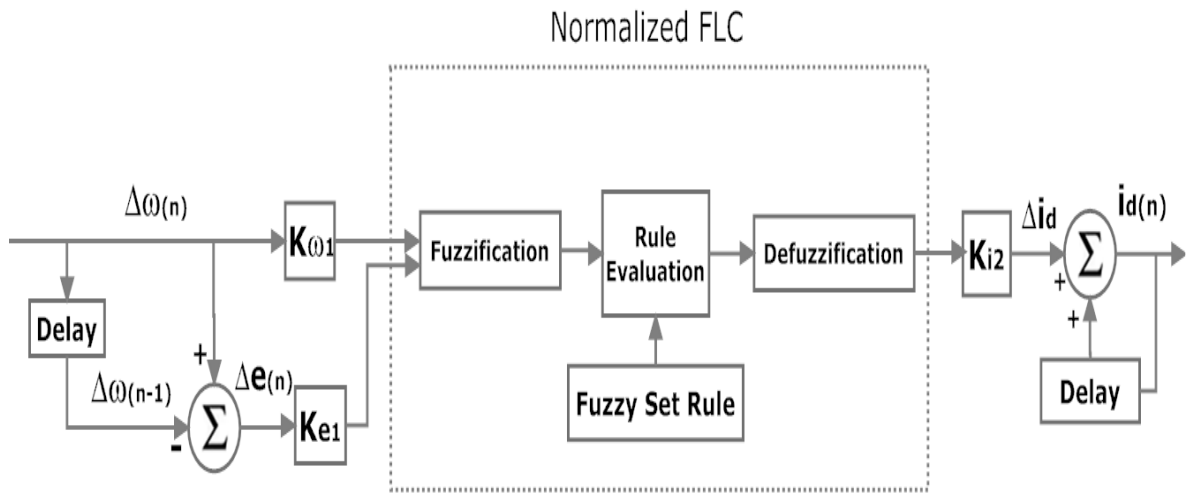 Normalized FLC
Δω(n)
Kω1
Fuzzification
Rule
Evaluation
Defuzzification
Ki2
Δid
id(n)
Σ
+
+
Delay
Delay
Δω(n-1)
+
-
Σ
Δe(n)
Ke1
Fuzzy Set Rule